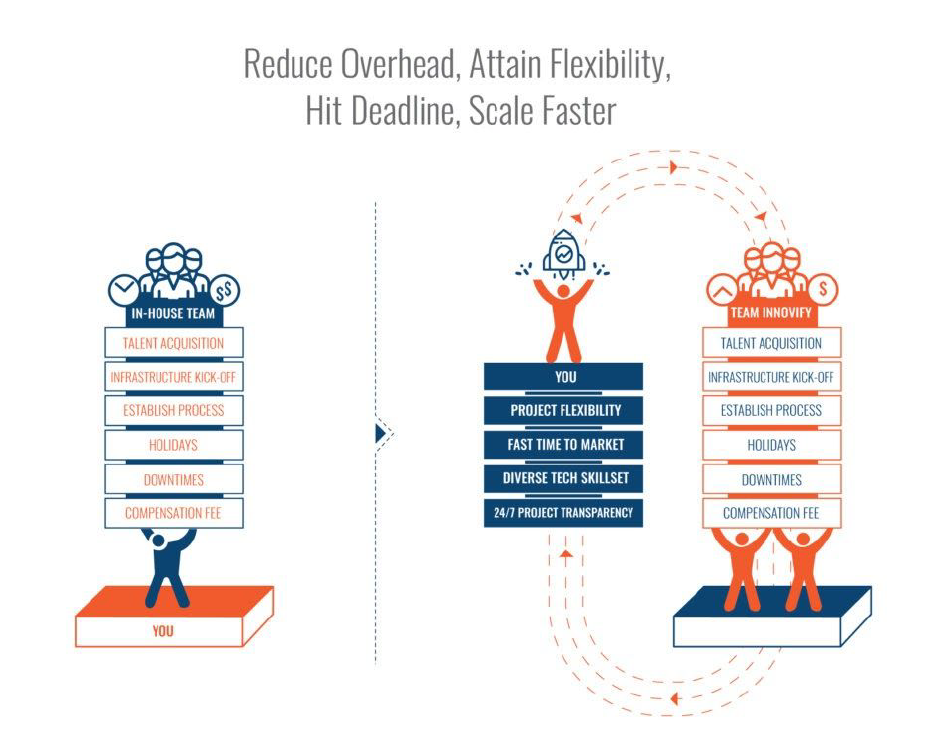 Reduce Overhead, Attain Flexibility,
Hit Deadline, Scale Faster
$$
IN-HOUSE TEAM
TALENT ACQUISITION
INFRASTRUCTURE KICK-OFF
ESTABLISH PROCESS
HOLIDAYS
DOWNTIMES
COMPENSATION FEE
YOU
YOU
PROJECT FLEXIBILITY
FAST TIME TO MARKET
DIVERSE TECH SKILLSET
24/7 PROJECT TRANSPARENCY
$
TEAM INNOVIFY
TALENT ACQUISITION
INFRASTRUCTURE KICK-OFF
ESTABLISH PROCESS
HOLIDAYS
DOWNTIMES
COMPENSATION FEE